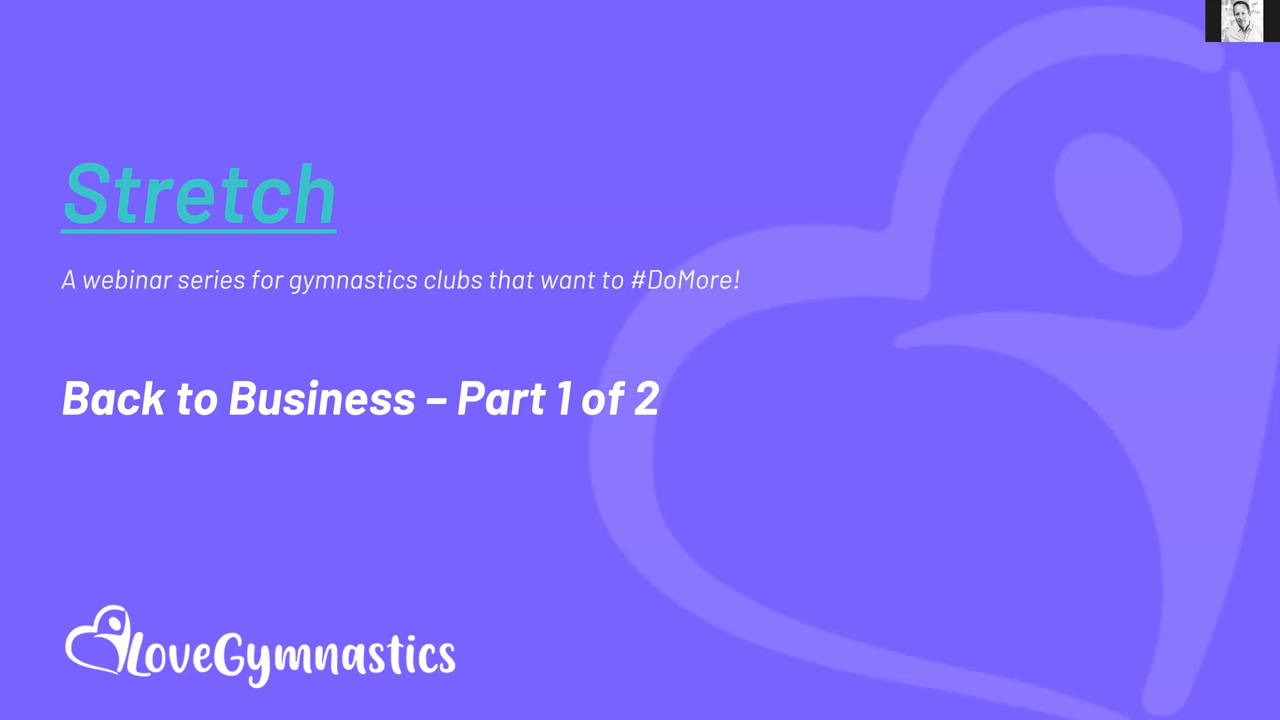 Stretch
A webinar series for gymnastics clubs that want to #DoMore!
Back to Business – Part 1 of 2
LoveGymnastics